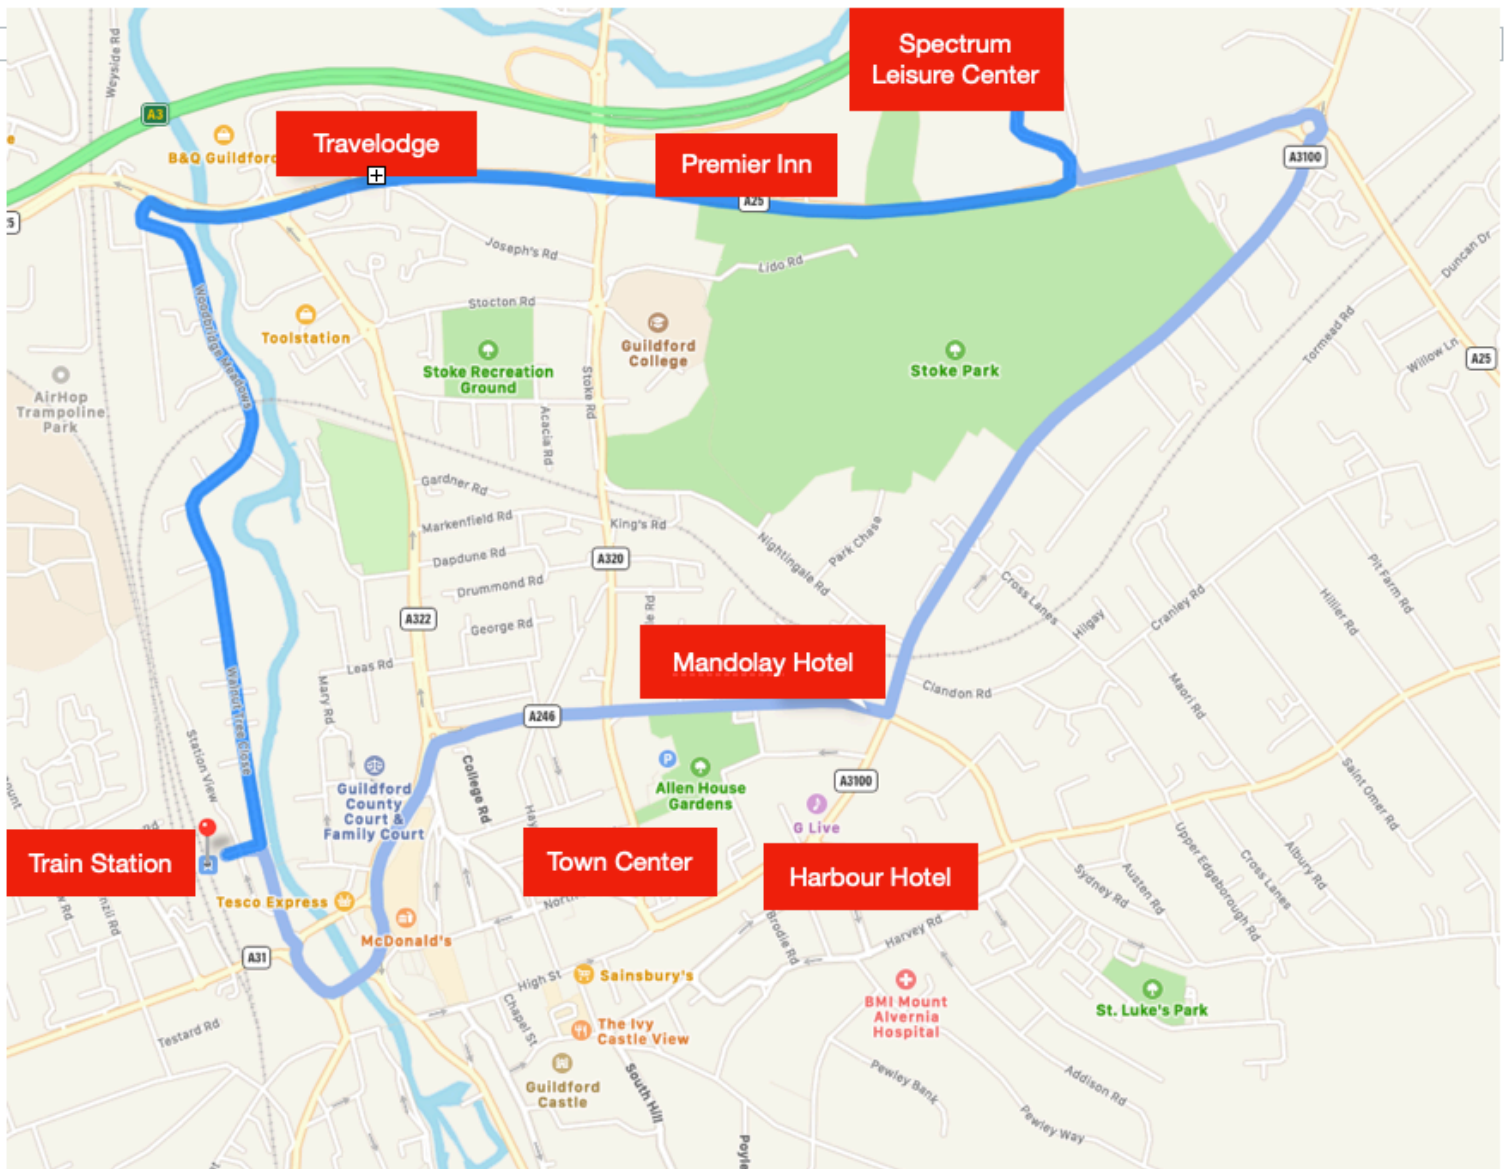 Weyside Rd
Spectrum
Leisure Center
A3
B&Q Guildford
Travelodge
Premier Inn
A3100
A25
Joseph's Rd
Lido Rd
Duncan Dr
Woodbridge Meadows
Stocton Rd
Toolstation
Guildford
College
Tormead Rd
Willow Ln
A25
Stoke Recreation
Ground
Stoke Rd
Stoke Park
AirHop
Trampoline
Park
Acacia Rd
Gardner Rd
Markenfield Rd
King's Rd
Nightingale Rd
Park Chase
Dapdune Rd
A320
Drummond Rd
Cross Lanes
Hilgay
Cranley Rd
Pit Farm Rd
Hillier Rd
A322
George Rd
Leas Rd
Mandolay Hotel
Clandon Rd
Maori Rd
Walnut Tree Close
Mary Rd
Station View
A246
College Rd
Guildford
County
Court &
Family Court
P
Allen House
Gardens
A3100
G Live
Saint Omer Rd
Train Station
Town Center
Harbour Hotel
Upper Edgeborough Rd
Cross Lanes
Albury Rd
Sydney Rd
Austen Rd
Tesco Express
McDonald's
Brodie Rd
Harvey Rd
A31
High St
Sainsbury's
BMI Mount
Alvernia
Hospital
St. Luke's Park
Testard Rd
Chapel St
The Ivy
Castle View
Guildford
Castle
South Hill
Pewley Bank
Addison Rd
Pewley Way